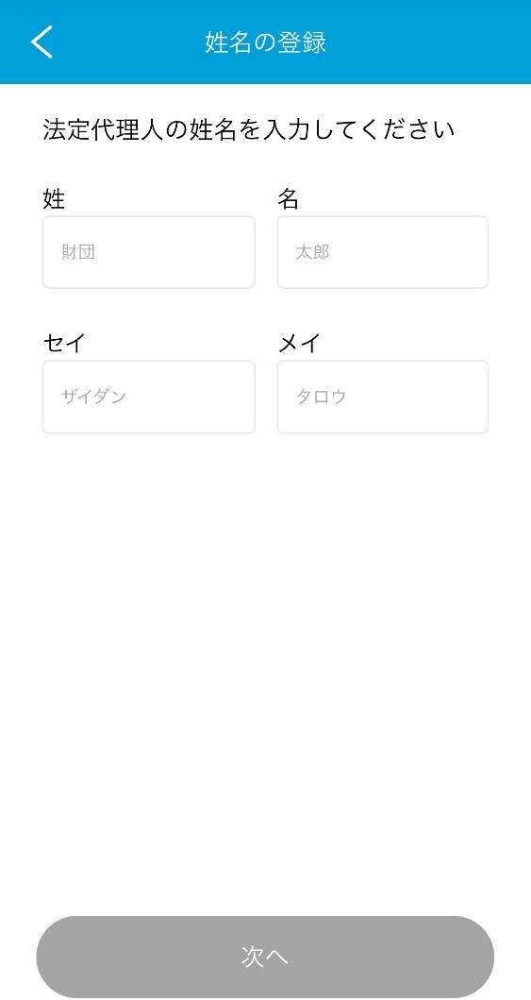 姓名の登録
法定代理人の姓名を入力してください
姓 名
財団 太郎
セイ メイ
ザイダン タロウ
次へ